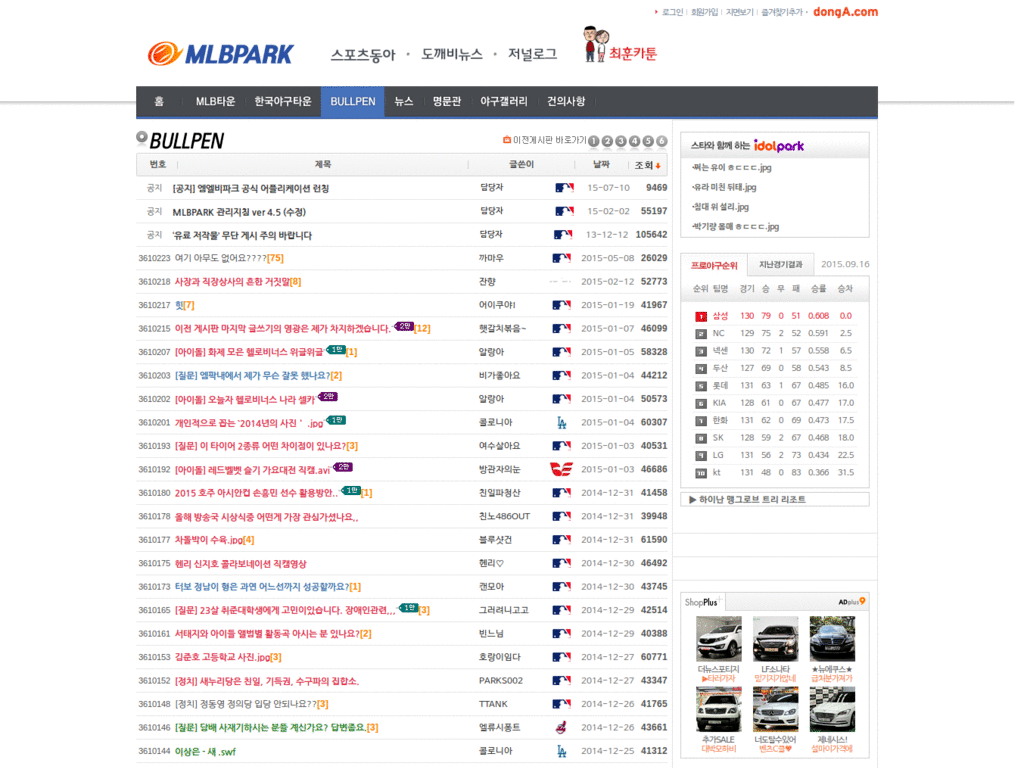 로그인 | 회원가입 | 지면보기 | 즐겨찾기추가 dongA.com
MLBPARK 스포츠동아 • 도깨비뉴스 • 저널로그 최훈카툰
홈 MLB타운 한국야구타운 BULLPEN 뉴스 명문관 야구갤러리 건의사항
BULLPEN 이전게시판 바로가기 1 2 3 4 5 6
번호 제목 글쓴이 날짜 조회
공지 [공지] 엠엘비파크 공식 어플리케이션 런칭 담당자 15-07-10 9469
공지 MLBPARK 관리지침 ver 4.5 (수정) 담당자 15-02-02 55197
공지 '유료 저작물' 무단 게시 주의 바랍니다 담당자 13-12-12 105642
3610223 여기 아무도 없어요????[75] 까마우 2015-05-08 26029
3610218 사장과 직장상사의 흔함 거짓말[8] 잔향 2015-02-12 52773
3610217 힛[7] 어이쿠야! 2015-01-19 41967
3610215 이전 게시판 마지막 글쓰기의 영광은 제가 차지하겠습니다. 2만 [12] 햇감치볶음~ 2015-01-07 46099
3610207 [아이돌] 화제 모은 헬로비너스 위글위글 1만 [1] 알랑아 2015-01-05 58328
3610203 [질문] 엠팍내에서 제가 무슨 잘못 했나요?[2] 비가좋아요 2015-01-04 44212
3610202 [아이돌] 오늘자 헬로비너스 나라 셀카 2만 알랑아 2015-01-04 50573
3610201 개인적으로 꼽는 `2014년의 사진 ` .jpg 1만 콜로니아 2015-01-04 60307
3610193 [질문] 이 타이어 2종류 어떤 차이점이 있나요?[3] 여수살아요 2015-01-03 40531
3610192 [아이돌] 레드벨벳 슬기 가요대전 직캠.avi 2만 방관자의눈 2015-01-03 46686
3610180 2015 호주 아시안컵 손흥민 선수 활용방안.. 1만 [1] 친일파청산 2014-12-31 41458
3610178 올해 방송국 시상식중 어떤게 가장 관심가셨나요.. 친노486OUT 2014-12-31 39948
3610177 차돌박이 수육.jpg[4] 블루샷건 2014-12-31 61590
3610175 헨리 신지호 콜라보네이션 직캠영상 헨리♡ 2014-12-30 46492
3610173 터보 정남이 형은 과연 어느선까지 성공할까요?[1] 캔모아 2014-12-30 43745
3610165 [질문] 23살 취준대학생에게 고민이있습니다. 장애인관련... 1만 [3] 그러려니고고 2014-12-29 42514
3610161 서태지와 아이들 앨범별 활동곡 아시는 분 있나요?[2] 빈느님 2014-12-29 40388
3610153 김준호 고등학교 사진.jpg[3] 호랑이임다 2014-12-27 60771
3610152 [정치] 새누리당은 친일, 기득권, 수구파의 집합소. PARKS002 2014-12-27 43347
3610148 [정치] 정동영 정의당 입당 안되나요??[3] TTANK 2014-12-26 41765
3610146 [질문] 담배 사재기하시는 분들 계신가요? 답변좀요.[3] 엘류시퐁트 2014-12-26 43661
3610144 이상은 - 새 .swf 콜로니아 2014-12-25 41312
스타와 함께 하는 idolpark
·쩌는 유이 ㅎㄷㄷㄷ.jpg
·유라 미친 뒤태.jpg
·침대 위 설리.jpg
·박기량 몸매 ㅎㄷㄷㄷ.jpg
프로야구순위 지난경기결과 2015.09.16
순위 팀명 경기 승 무 패 승률 승차
1 삼성 130 79 0 51 0.608 0.0
2 NC 129 75 2 52 0.591 2.5
3 넥센 130 72 1 57 0.558 6.5
4 두산 127 69 0 58 0.543 8.5
5 롯데 131 63 1 67 0.485 16.0
6 KIA 128 61 0 67 0.477 17.0
7 한화 131 62 0 69 0.473 17.5
8 SK 128 59 2 67 0.468 18.0
9 LG 131 56 2 73 0.434 22.5
10 kt 131 48 0 83 0.366 31.5
▶ 하이난 맹그로브 트리 리조트
ShopPlus ADplus
더뉴스포티지 LF소나타 ★뉴에쿠스★
▶타러가자 믿기지가않네 급처분가져가
추가SALE 너도탈수있어 제네시스!
대박모하비 벤츠C클♥ 설마이가격에